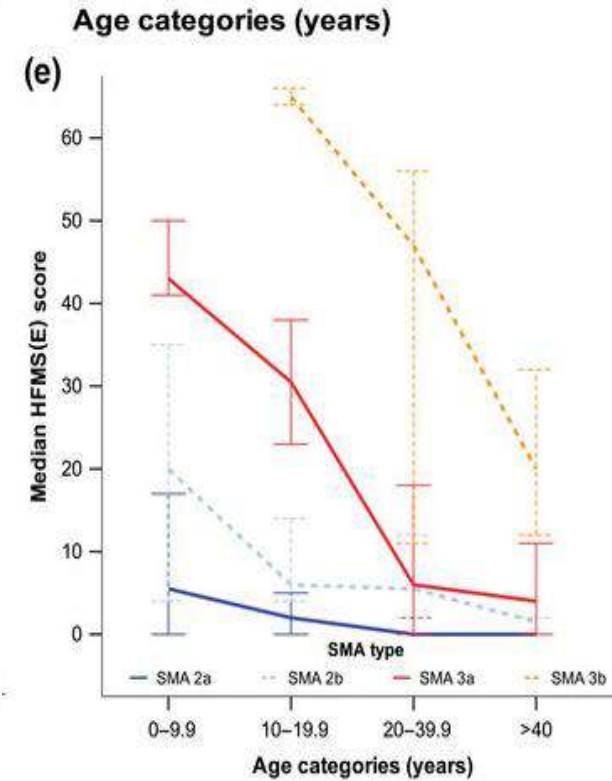 Age categories (years)
(e)
Median HFMS(E) score
60
50
40
30
20
10
0
SMA type
SMA 2a SMA 2b SMA 3a SMA 3b
0–9.9 10–19.9 20–39.9 >40
Age categories (years)